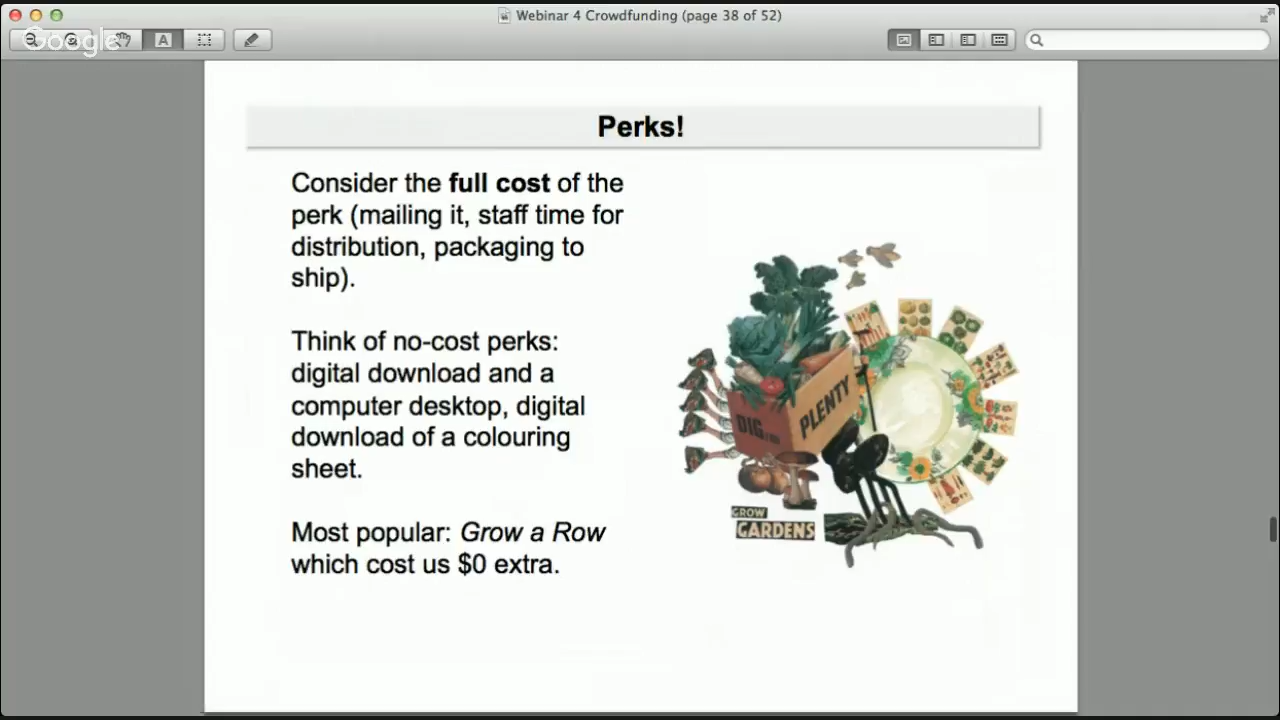 Webinar 4 Crowdfunding (page 38 of 52)
Google
A
Perks!
Consider the full cost of the
perk (mailing it, staff time for
distribution, packaging to
ship).
Think of no-cost perks:
digital download and a
computer desktop, digital
download of a colouring
sheet.
Most popular: Grow a Row
which cost us $0 extra.
DIG
PLENTY
GROW
GARDENS